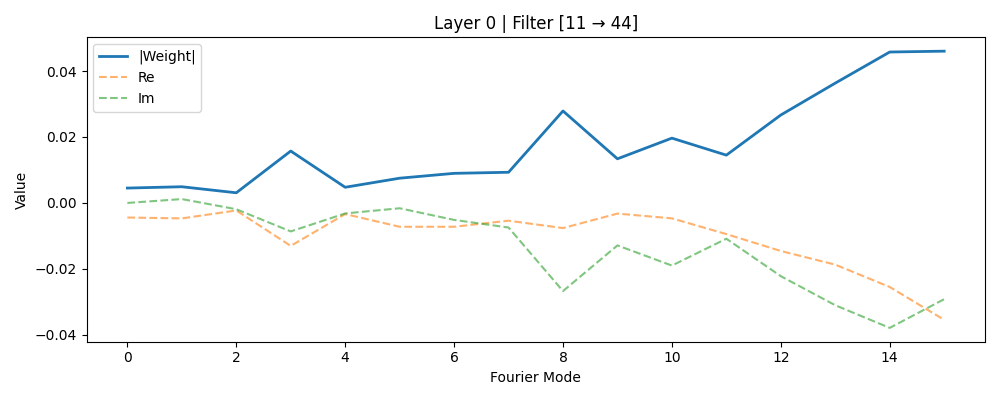 Layer 0 | Filter [11 → 44]
|Weight|
Re
Im
Value
0.04
0.02
0.00
−0.02
−0.04
0 2 4 6 8 10 12 14
Fourier Mode